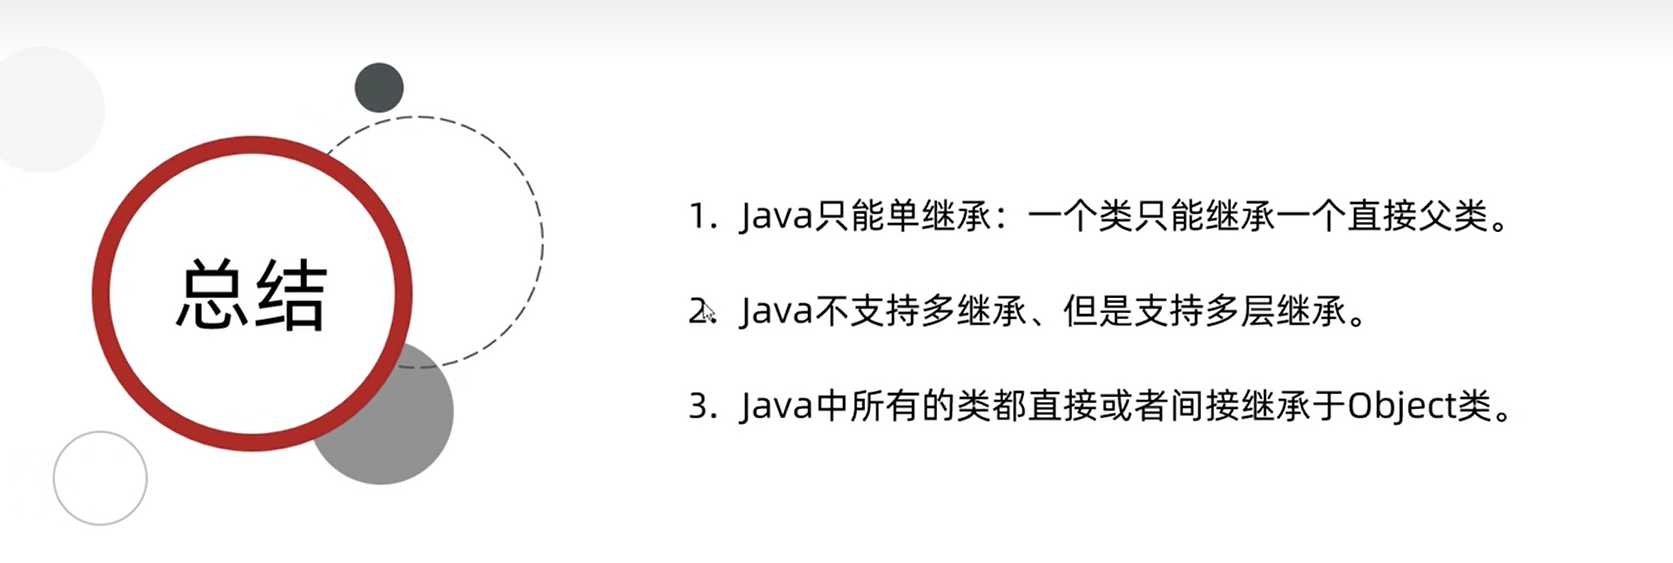 总结
1. Java只能单继承：一个类只能继承一个直接父类。
2. Java不支持多继承、但是支持多层继承。
3. Java中所有的类都直接或者间接继承于Object类。